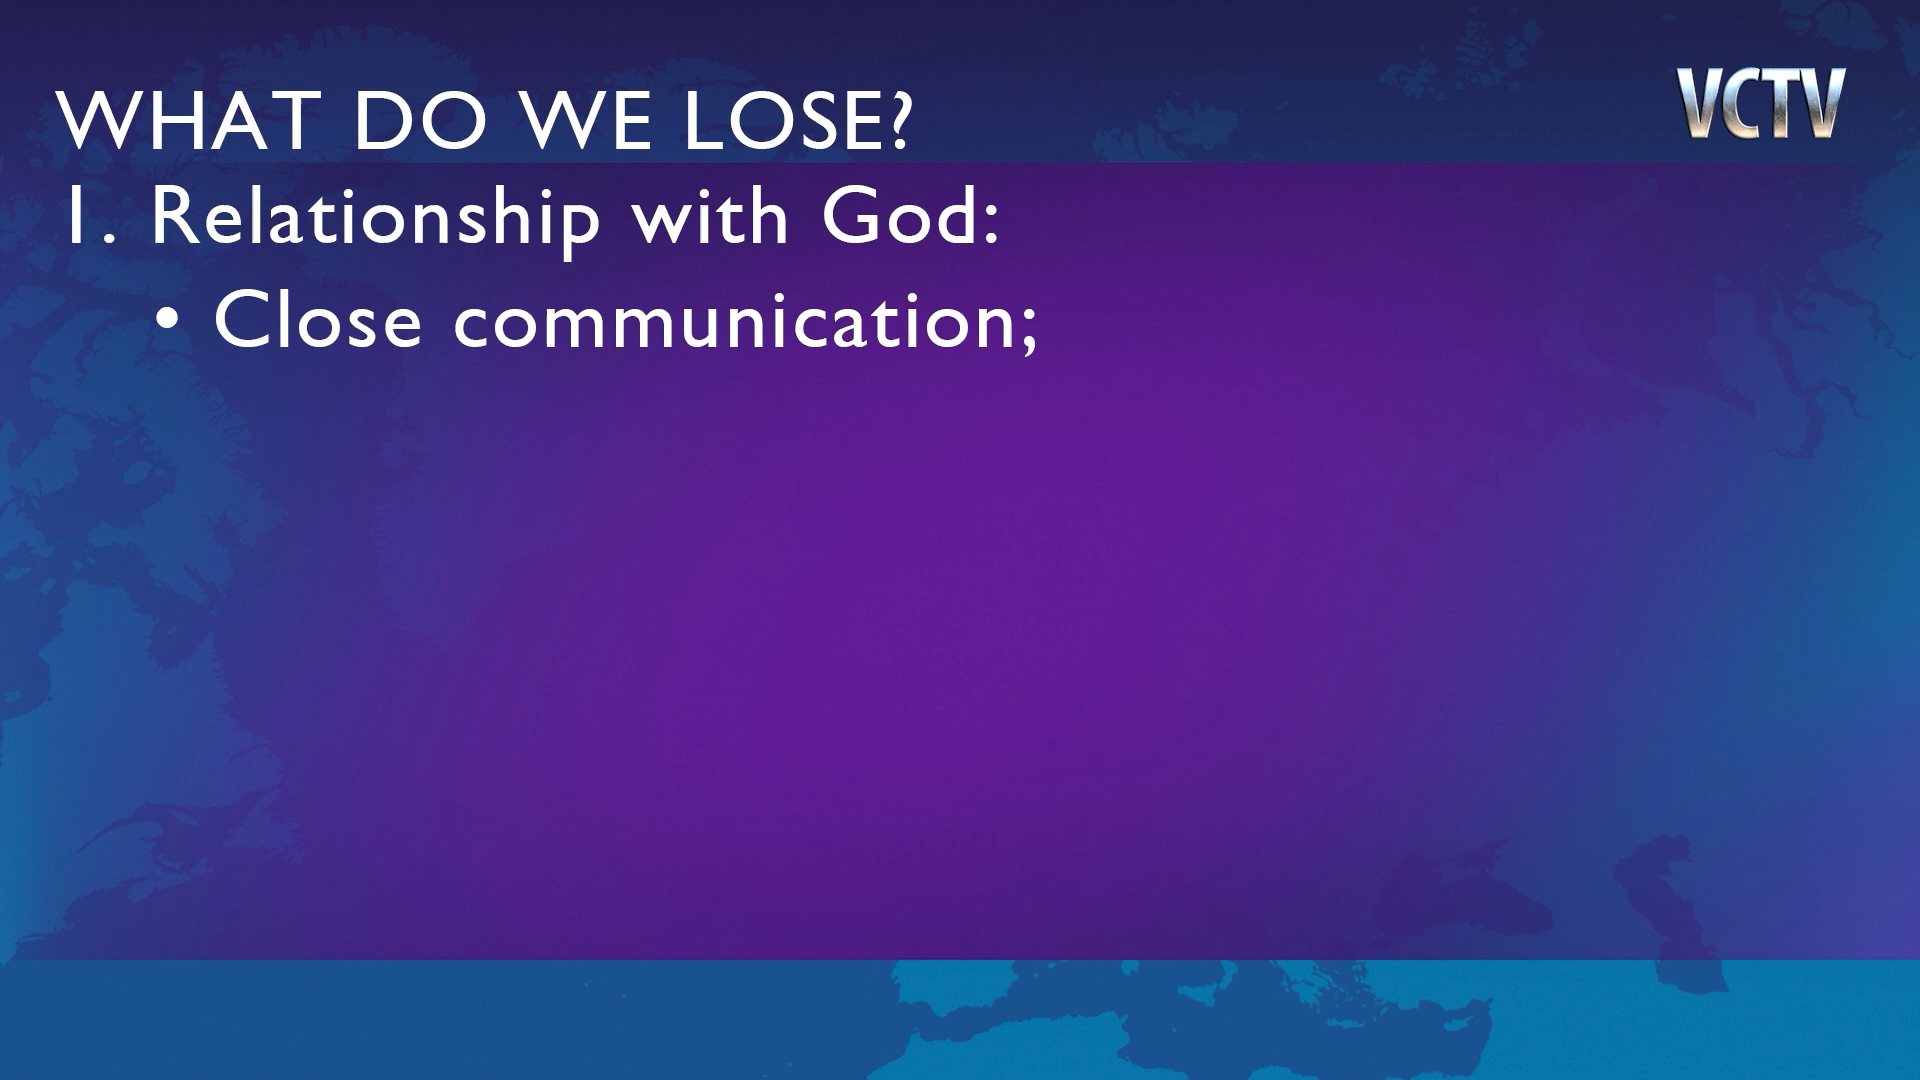 WHAT DO WE LOSE?
VCTV
1. Relationship with God:
• Close communication;